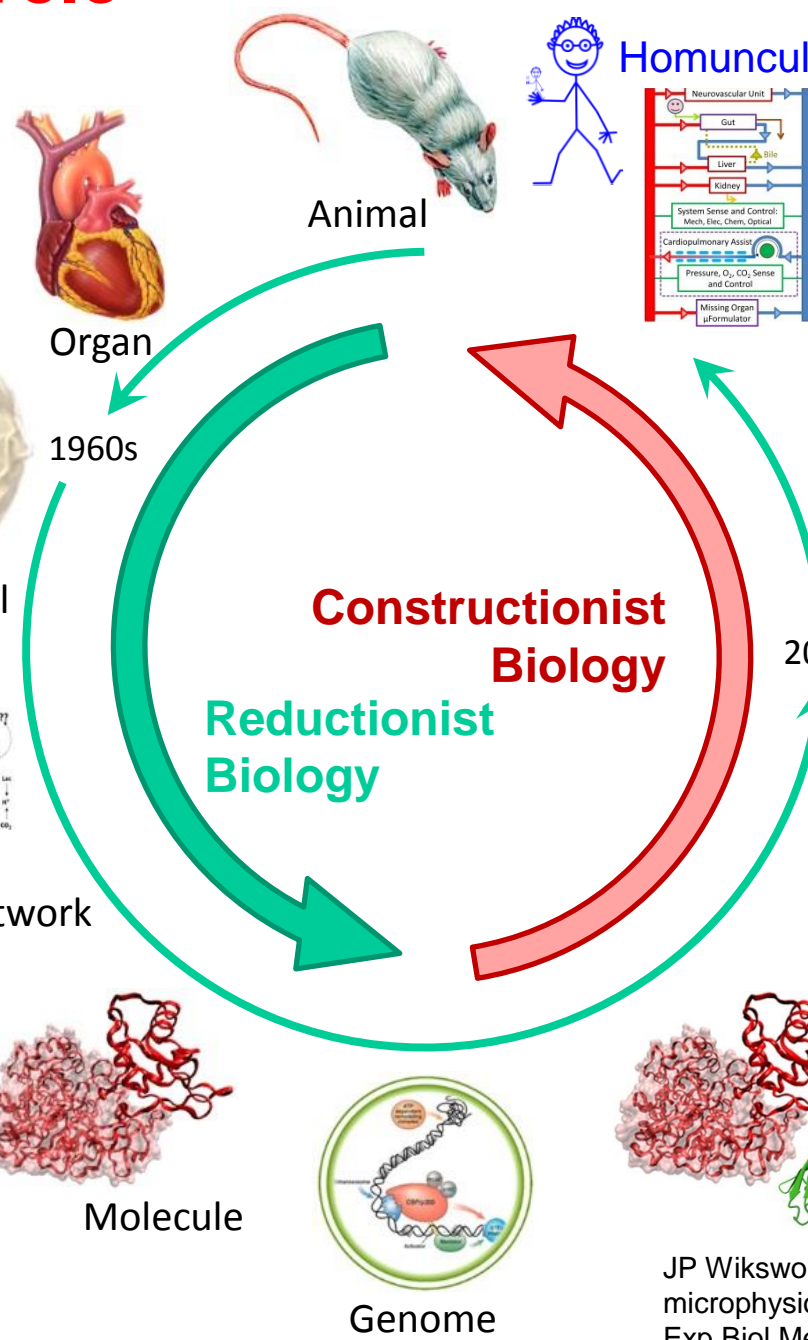 Homuncul
Neurovascular Unit
Gut
Bile
Liver
Kidney
System Sense and Control:
Mech, Elec, Chem, Optical
Cardiopulmonary Assist
Pressure, O₂, CO₂ Sense
and Control
Missing Organ
µFormulator
Animal
Organ
1960s
Constructionist
Biology
Reductionist
Biology
twork
Molecule
Genome
JP Wikswo
microphysio
Exp Biol Me